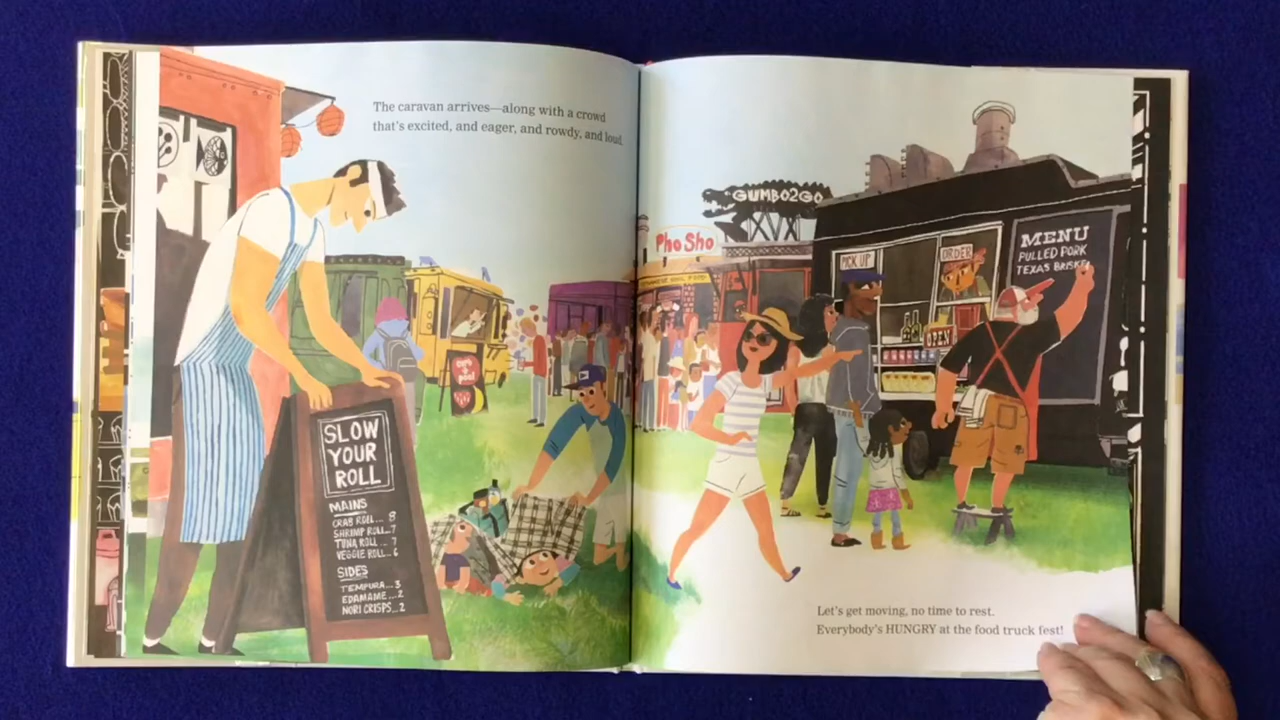 The caravan arrives—along with a crowd
that's excited, and eager, and rowdy, and loud.
SLOW
YOUR
ROLL
MAINS
CRAB ROLL... 8
SHRIMP ROLL...7
TUNA ROLL ... 7
VEGGIE ROLL...6
SIDES
TEMPURA...3
EDAMAME...2
NORI CRISPS...2
Pho Sho
GUMBO2GO
PICK UP
ORDER
OPEN
MENU
PULLED PORK
TEXAS BRISKE
Let's get moving, no time to rest.
Everybody's HUNGRY at the food truck fest!